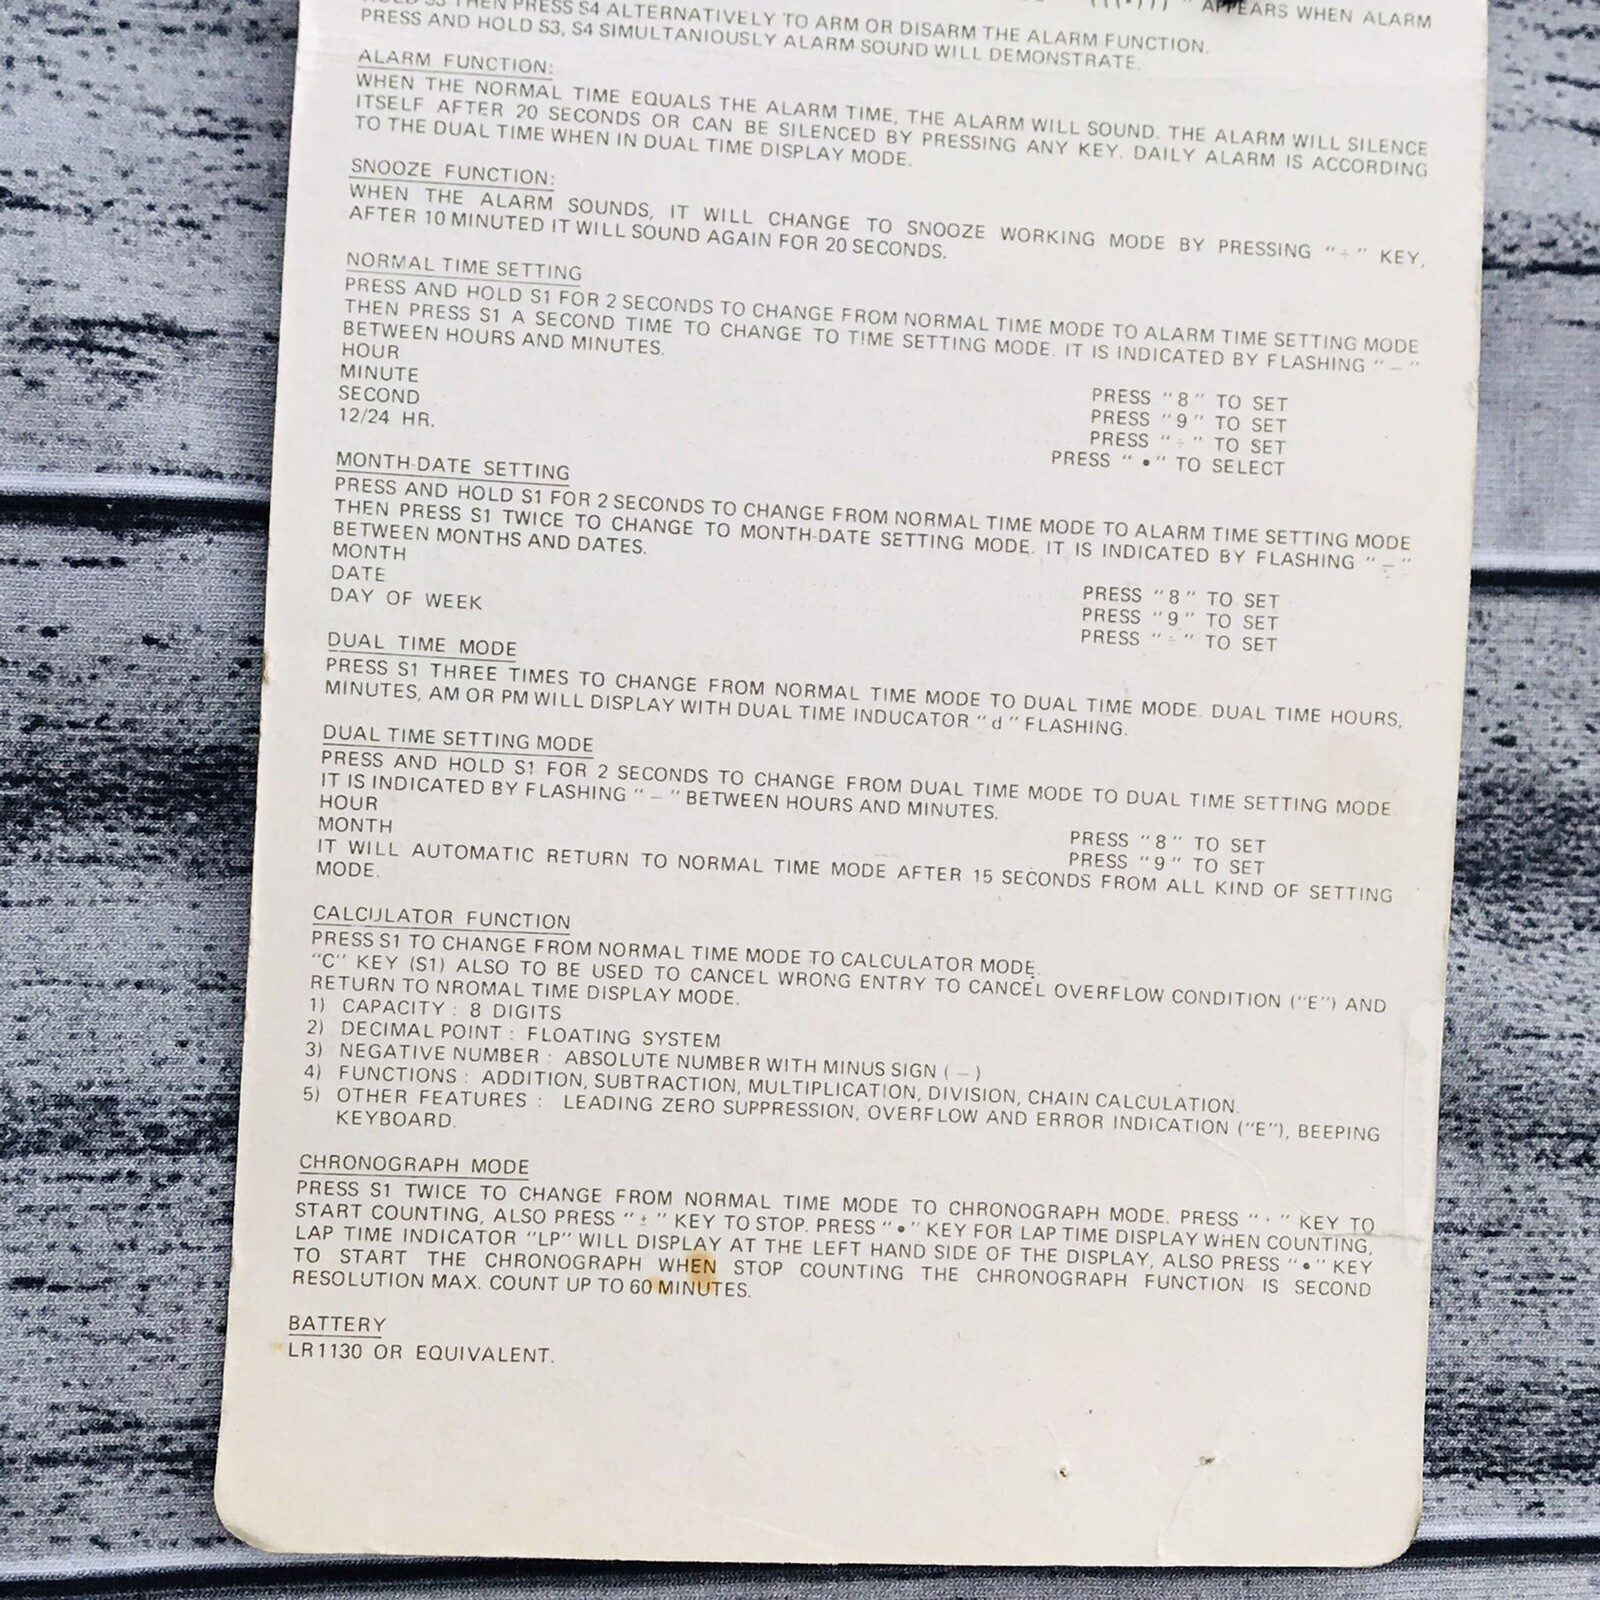 APPEARS WHEN ALARM
HOLD S3 THEN PRESS S4 ALTERNATIVELY TO ARM OR DISARM THE ALARM FUNCTION.
PRESS AND HOLD S3, S4 SIMULTANIOUSLY ALARM SOUND WILL DEMONSTRATE.
ALARM FUNCTION:
WHEN THE NORMAL TIME EQUALS THE ALARM TIME, THE ALARM WILL SOUND. THE ALARM WILL SILENCE
ITSELF AFTER 20 SECONDS OR CAN BE SILENCED BY PRESSING ANY KEY. DAILY ALARM IS ACCORDING
TO THE DUAL TIME WHEN IN DUAL TIME DISPLAY MODE.
SNOOZE FUNCTION:
WHEN THE ALARM SOUNDS, IT WILL CHANGE TO SNOOZE WORKING MODE BY PRESSING "÷" KEY,
AFTER 10 MINUTED IT WILL SOUND AGAIN FOR 20 SECONDS.
NORMAL TIME SETTING
PRESS AND HOLD S1 FOR 2 SECONDS TO CHANGE FROM NORMAL TIME MODE TO ALARM TIME SETTING MODE
THEN PRESS S1 A SECOND TIME TO CHANGE TO TIME SETTING MODE. IT IS INDICATED BY FLASHING "–"
BETWEEN HOURS AND MINUTES.
HOUR PRESS "8" TO SET
MINUTE PRESS "9" TO SET
SECOND PRESS "÷" TO SET
12/24 HR. PRESS "•" TO SELECT
MONTH-DATE SETTING
PRESS AND HOLD S1 FOR 2 SECONDS TO CHANGE FROM NORMAL TIME MODE TO ALARM TIME SETTING MODE
THEN PRESS S1 TWICE TO CHANGE TO MONTH-DATE SETTING MODE. IT IS INDICATED BY FLASHING "–"
BETWEEN MONTHS AND DATES.
MONTH PRESS "8" TO SET
DATE PRESS "9" TO SET
DAY OF WEEK PRESS "÷" TO SET
DUAL TIME MODE
PRESS S1 THREE TIMES TO CHANGE FROM NORMAL TIME MODE TO DUAL TIME MODE. DUAL TIME HOURS,
MINUTES, AM OR PM WILL DISPLAY WITH DUAL TIME INDUCATOR "d" FLASHING.
DUAL TIME SETTING MODE
PRESS AND HOLD S1 FOR 2 SECONDS TO CHANGE FROM DUAL TIME MODE TO DUAL TIME SETTING MODE
IT IS INDICATED BY FLASHING "–" BETWEEN HOURS AND MINUTES.
HOUR PRESS "8" TO SET
MONTH PRESS "9" TO SET
IT WILL AUTOMATIC RETURN TO NORMAL TIME MODE AFTER 15 SECONDS FROM ALL KIND OF SETTING
MODE.
CALCULATOR FUNCTION
PRESS S1 TO CHANGE FROM NORMAL TIME MODE TO CALCULATOR MODE.
"C" KEY (S1) ALSO TO BE USED TO CANCEL WRONG ENTRY TO CANCEL OVERFLOW CONDITION ("E") AND
RETURN TO NROMAL TIME DISPLAY MODE.
1) CAPACITY : 8 DIGITS
2) DECIMAL POINT : FLOATING SYSTEM
3) NEGATIVE NUMBER : ABSOLUTE NUMBER WITH MINUS SIGN (–)
4) FUNCTIONS : ADDITION, SUBTRACTION, MULTIPLICATION, DIVISION, CHAIN CALCULATION.
5) OTHER FEATURES : LEADING ZERO SUPPRESSION, OVERFLOW AND ERROR INDICATION ("E"), BEEPING
KEYBOARD.
CHRONOGRAPH MODE
PRESS S1 TWICE TO CHANGE FROM NORMAL TIME MODE TO CHRONOGRAPH MODE. PRESS " " KEY TO
START COUNTING, ALSO PRESS "÷" KEY TO STOP. PRESS "•" KEY FOR LAP TIME DISPLAY WHEN COUNTING,
LAP TIME INDICATOR "LP" WILL DISPLAY AT THE LEFT HAND SIDE OF THE DISPLAY, ALSO PRESS "•" KEY
TO START THE CHRONOGRAPH WHEN STOP COUNTING THE CHRONOGRAPH FUNCTION IS SECOND
RESOLUTION MAX. COUNT UP TO 60 MINUTES.
BATTERY
LR1130 OR EQUIVALENT.